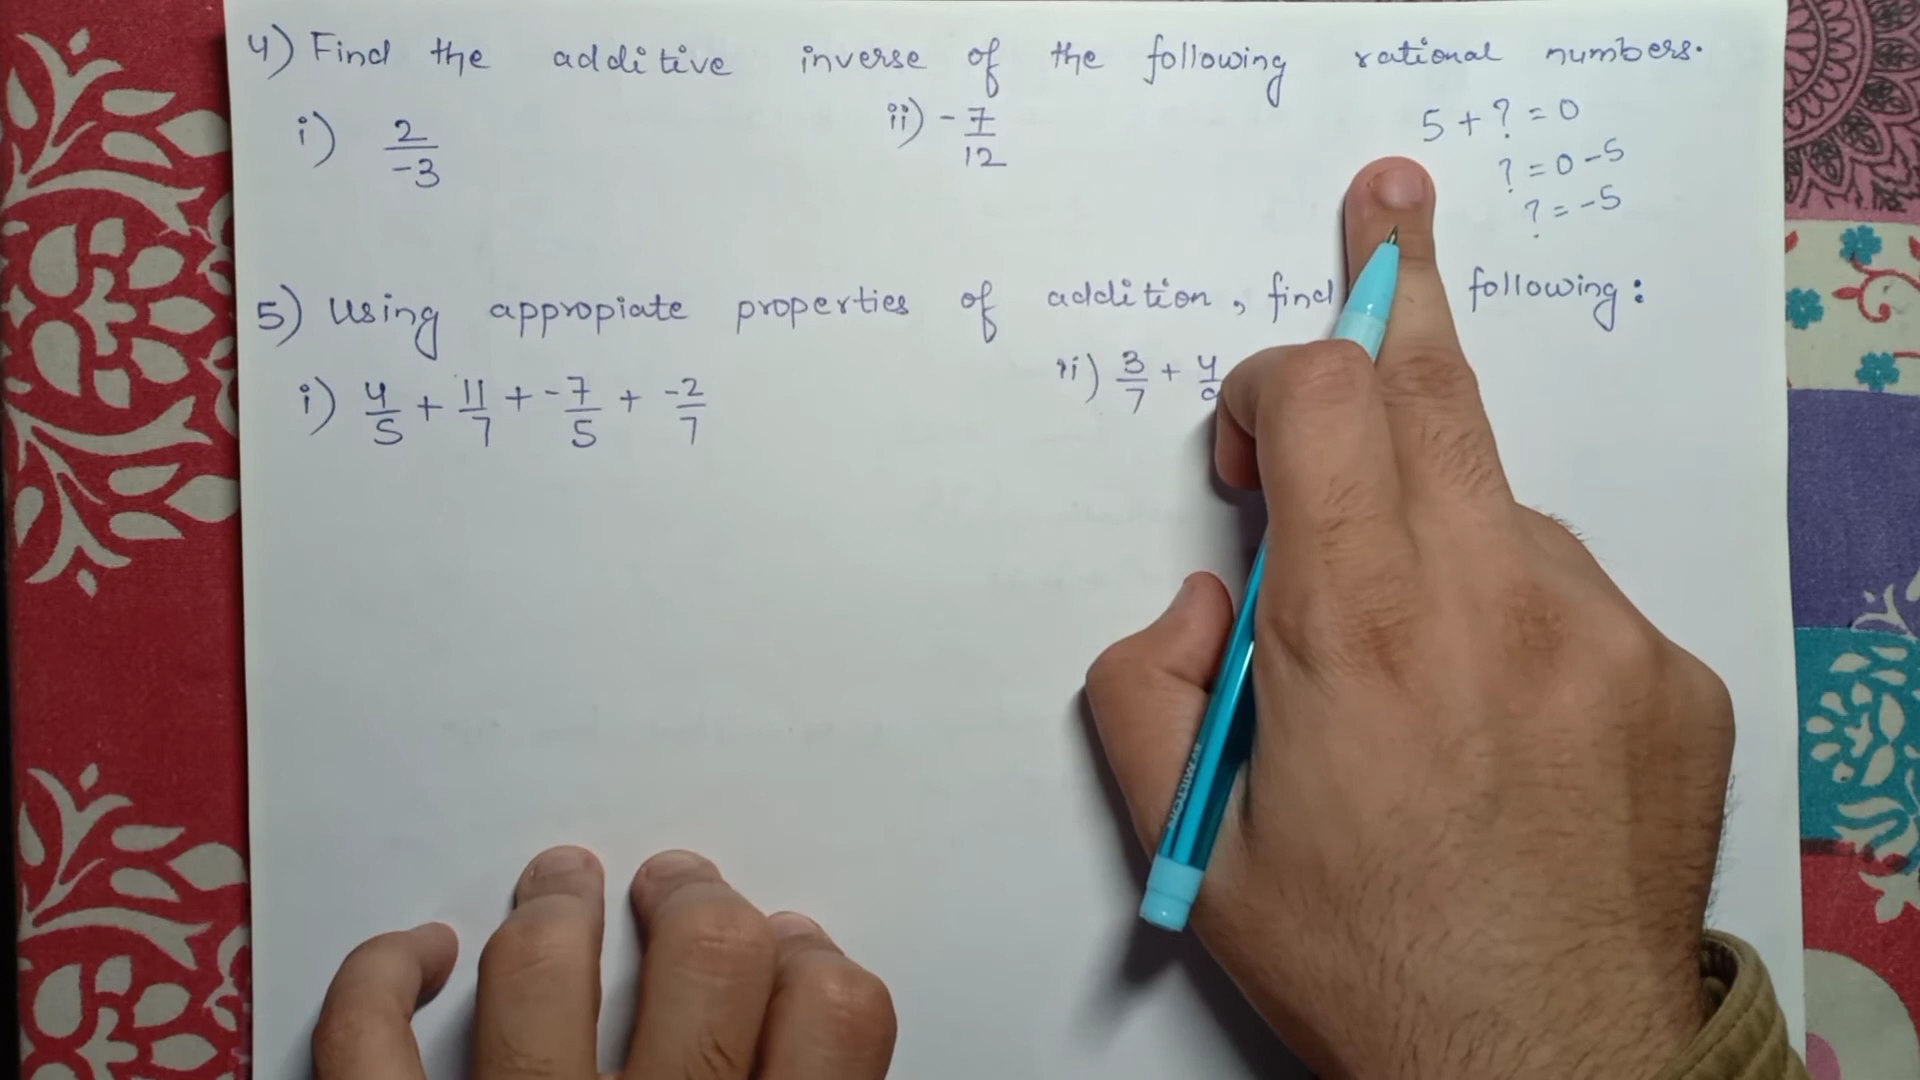 4) Find the additive inverse of the following rational numbers.
i) 2/-3 ii) -7/12
5 + ? = 0
? = 0 - 5
? = -5
5) Using appropiate properties of addition, find following:
i) 4/5 + 11/7 + -7/5 + -2/7 ii) 3/7 + 4/